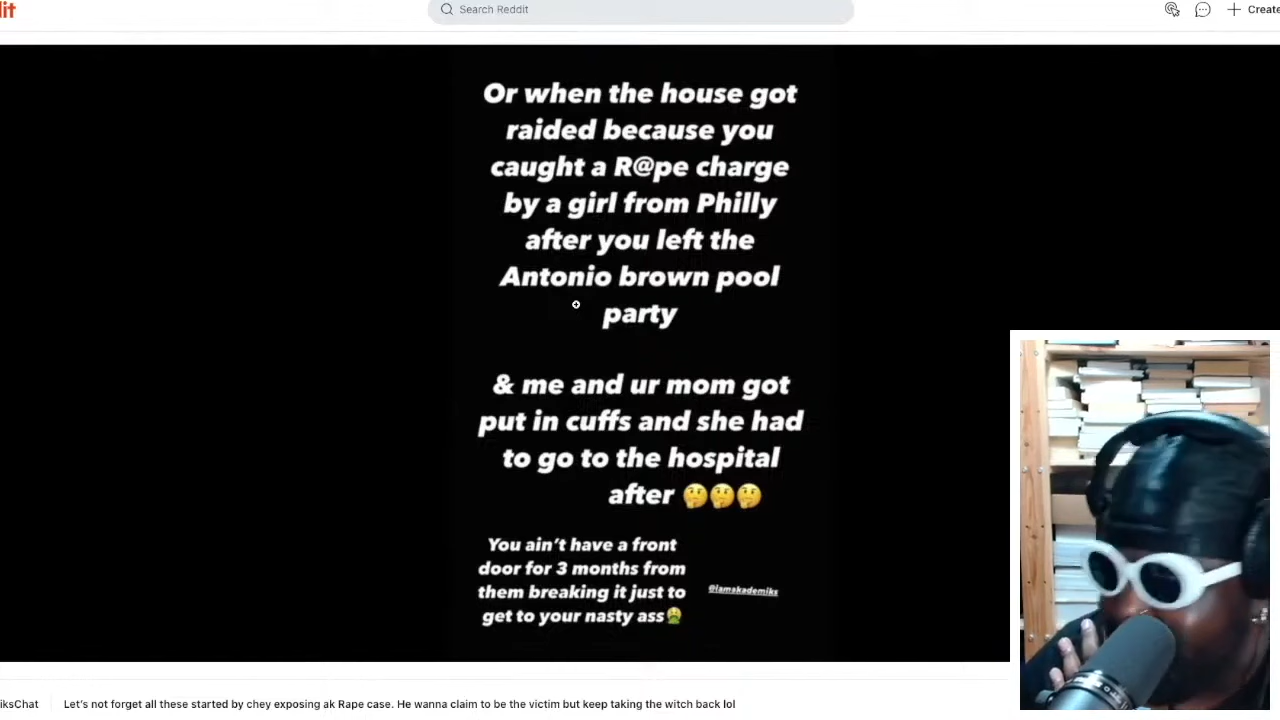 it
Search Reddit
Create
Or when the house got
raided because you
caught a R@pe charge
by a girl from Philly
after you left the
Antonio brown pool
party
& me and ur mom got
put in cuffs and she had
to go to the hospital
after 🤔🤔🤔
You ain't have a front
door for 3 months from
them breaking it just to
get to your nasty ass🤮
@iamakademiks
iksChat
Let's not forget all these started by chey exposing ak Rape case. He wanna claim to be the victim but keep taking the witch back lol